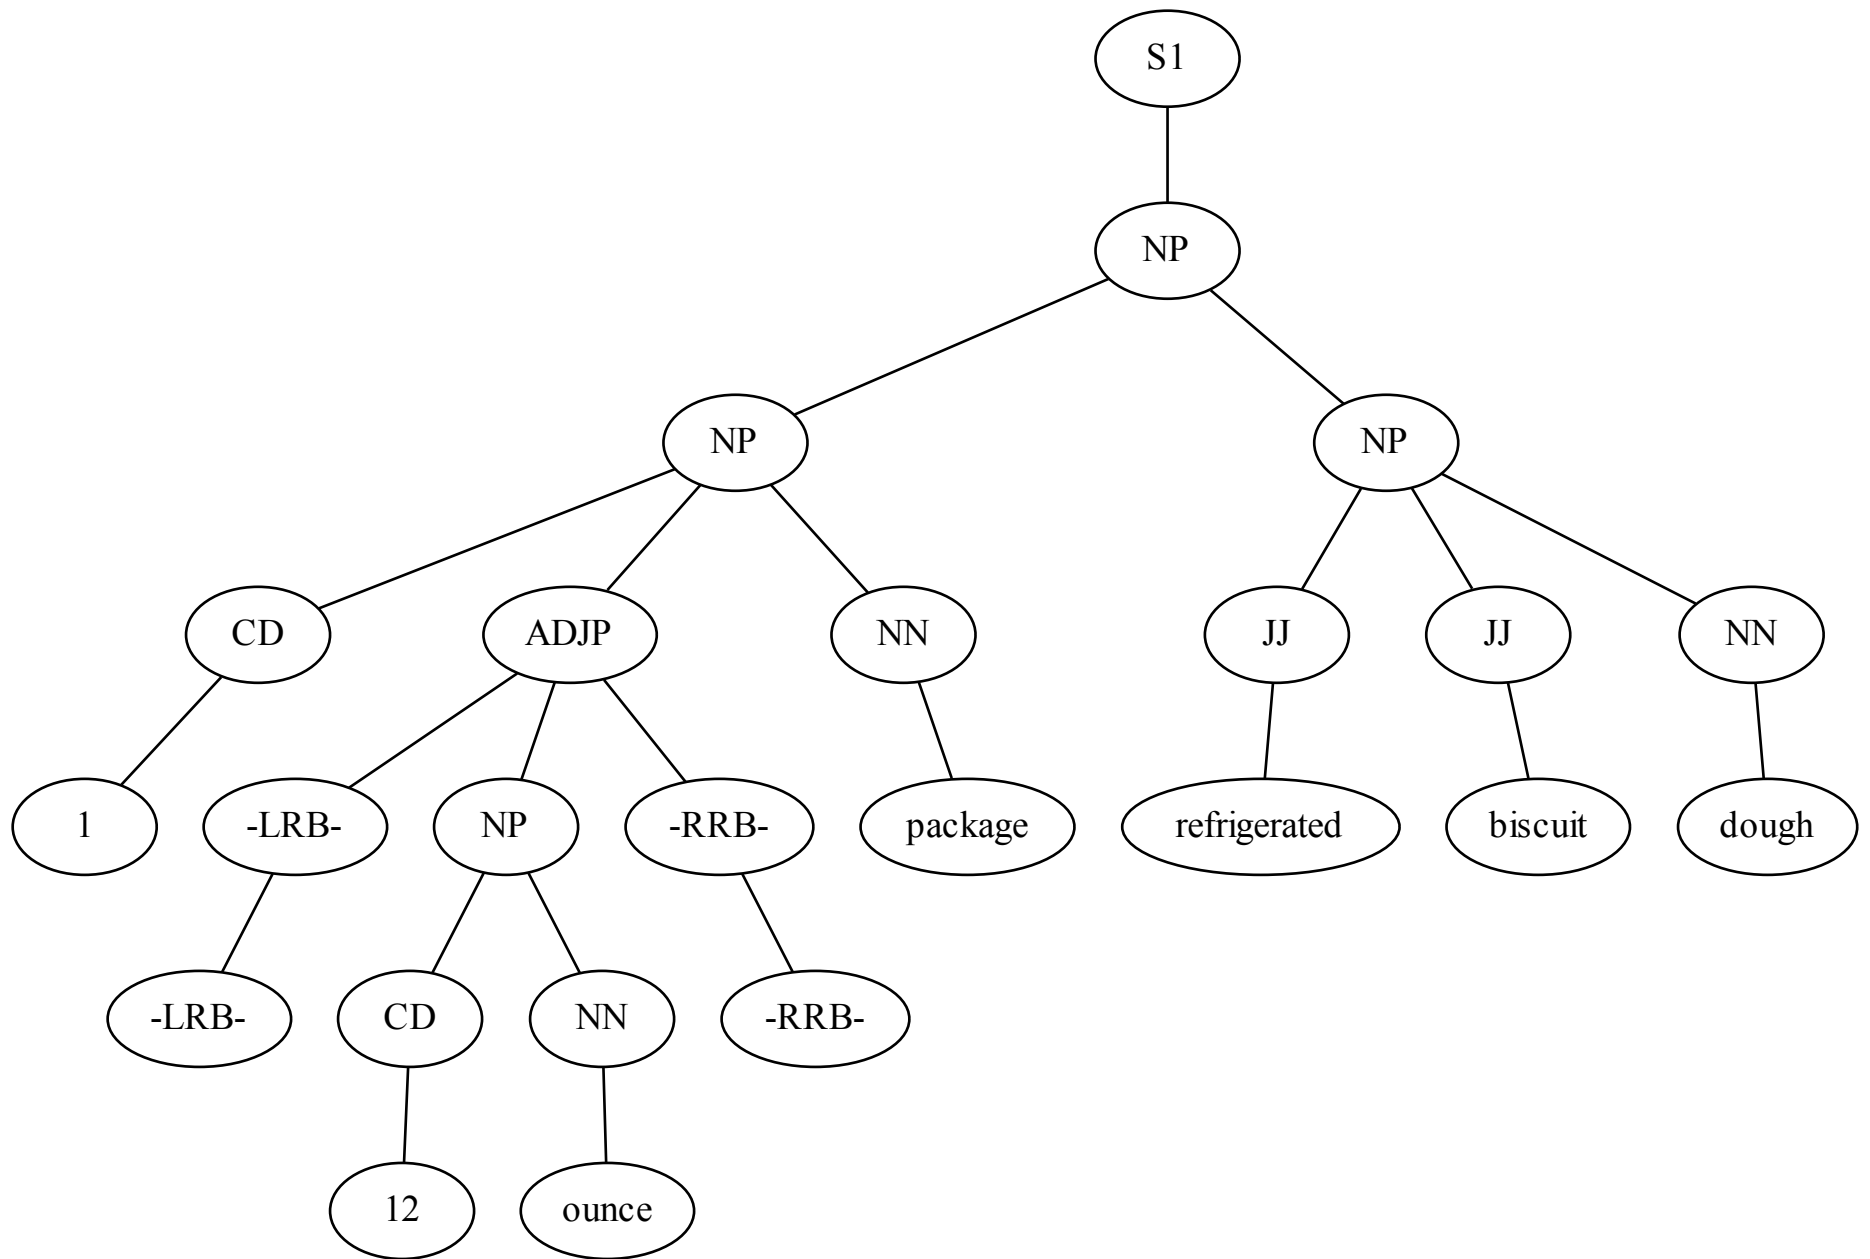 S1
NP
NP NP
CD ADJP NN JJ JJ NN
1 -LRB- NP -RRB- package refrigerated biscuit dough
-LRB- CD NN -RRB-
12 ounce